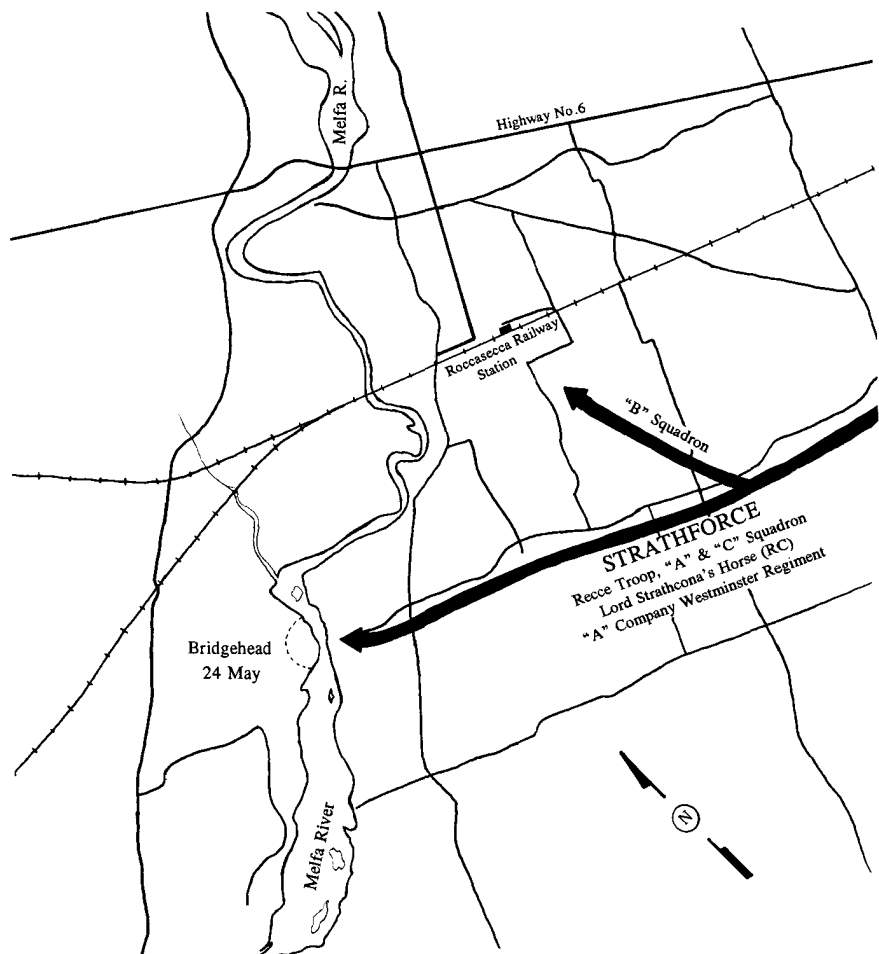 Melfa R.
Highway No.6
Roccasecca Railway
Station
"B" Squadron
STRATHFORCE
Recce Troop, "A" & "C" Squadron
Lord Strathcona's Horse (RC)
"A" Company Westminster Regiment
Bridgehead
24 May
Melfa River
N